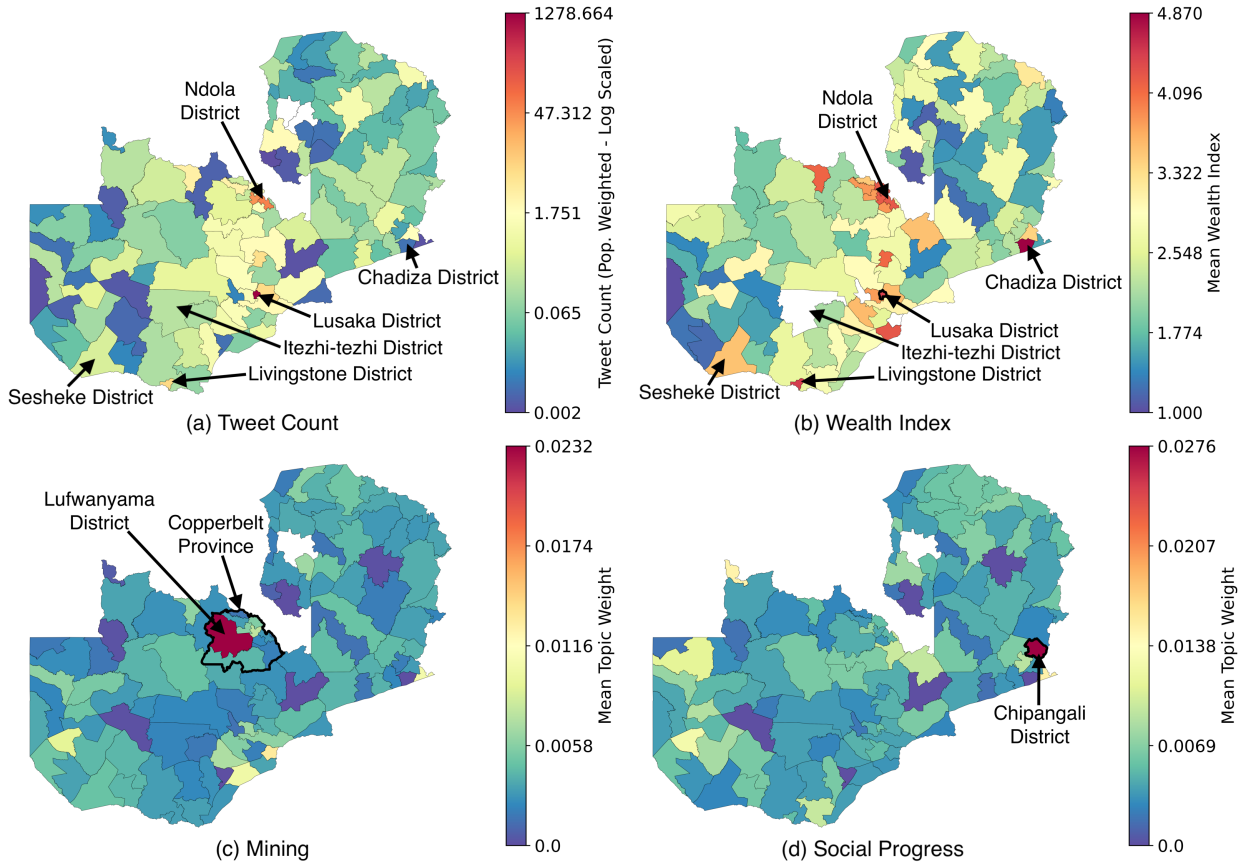 1278.664
47.312
1.751
0.065
0.002
Tweet Count (Pop. Weighted - Log Scaled)
Ndola
District
Chadiza District
Lusaka District
Itezhi-tezhi District
Livingstone District
Sesheke District
(a) Tweet Count
4.870
4.096
3.322
2.548
1.774
1.000
Mean Wealth Index
Ndola
District
Chadiza District
Lusaka District
Itezhi-tezhi District
Livingstone District
Sesheke District
(b) Wealth Index
0.0232
0.0174
0.0116
0.0058
0.0
Mean Topic Weight
Lufwanyama
District
Copperbelt
Province
(c) Mining
0.0276
0.0207
0.0138
0.0069
0.0
Mean Topic Weight
Chipangali
District
(d) Social Progress